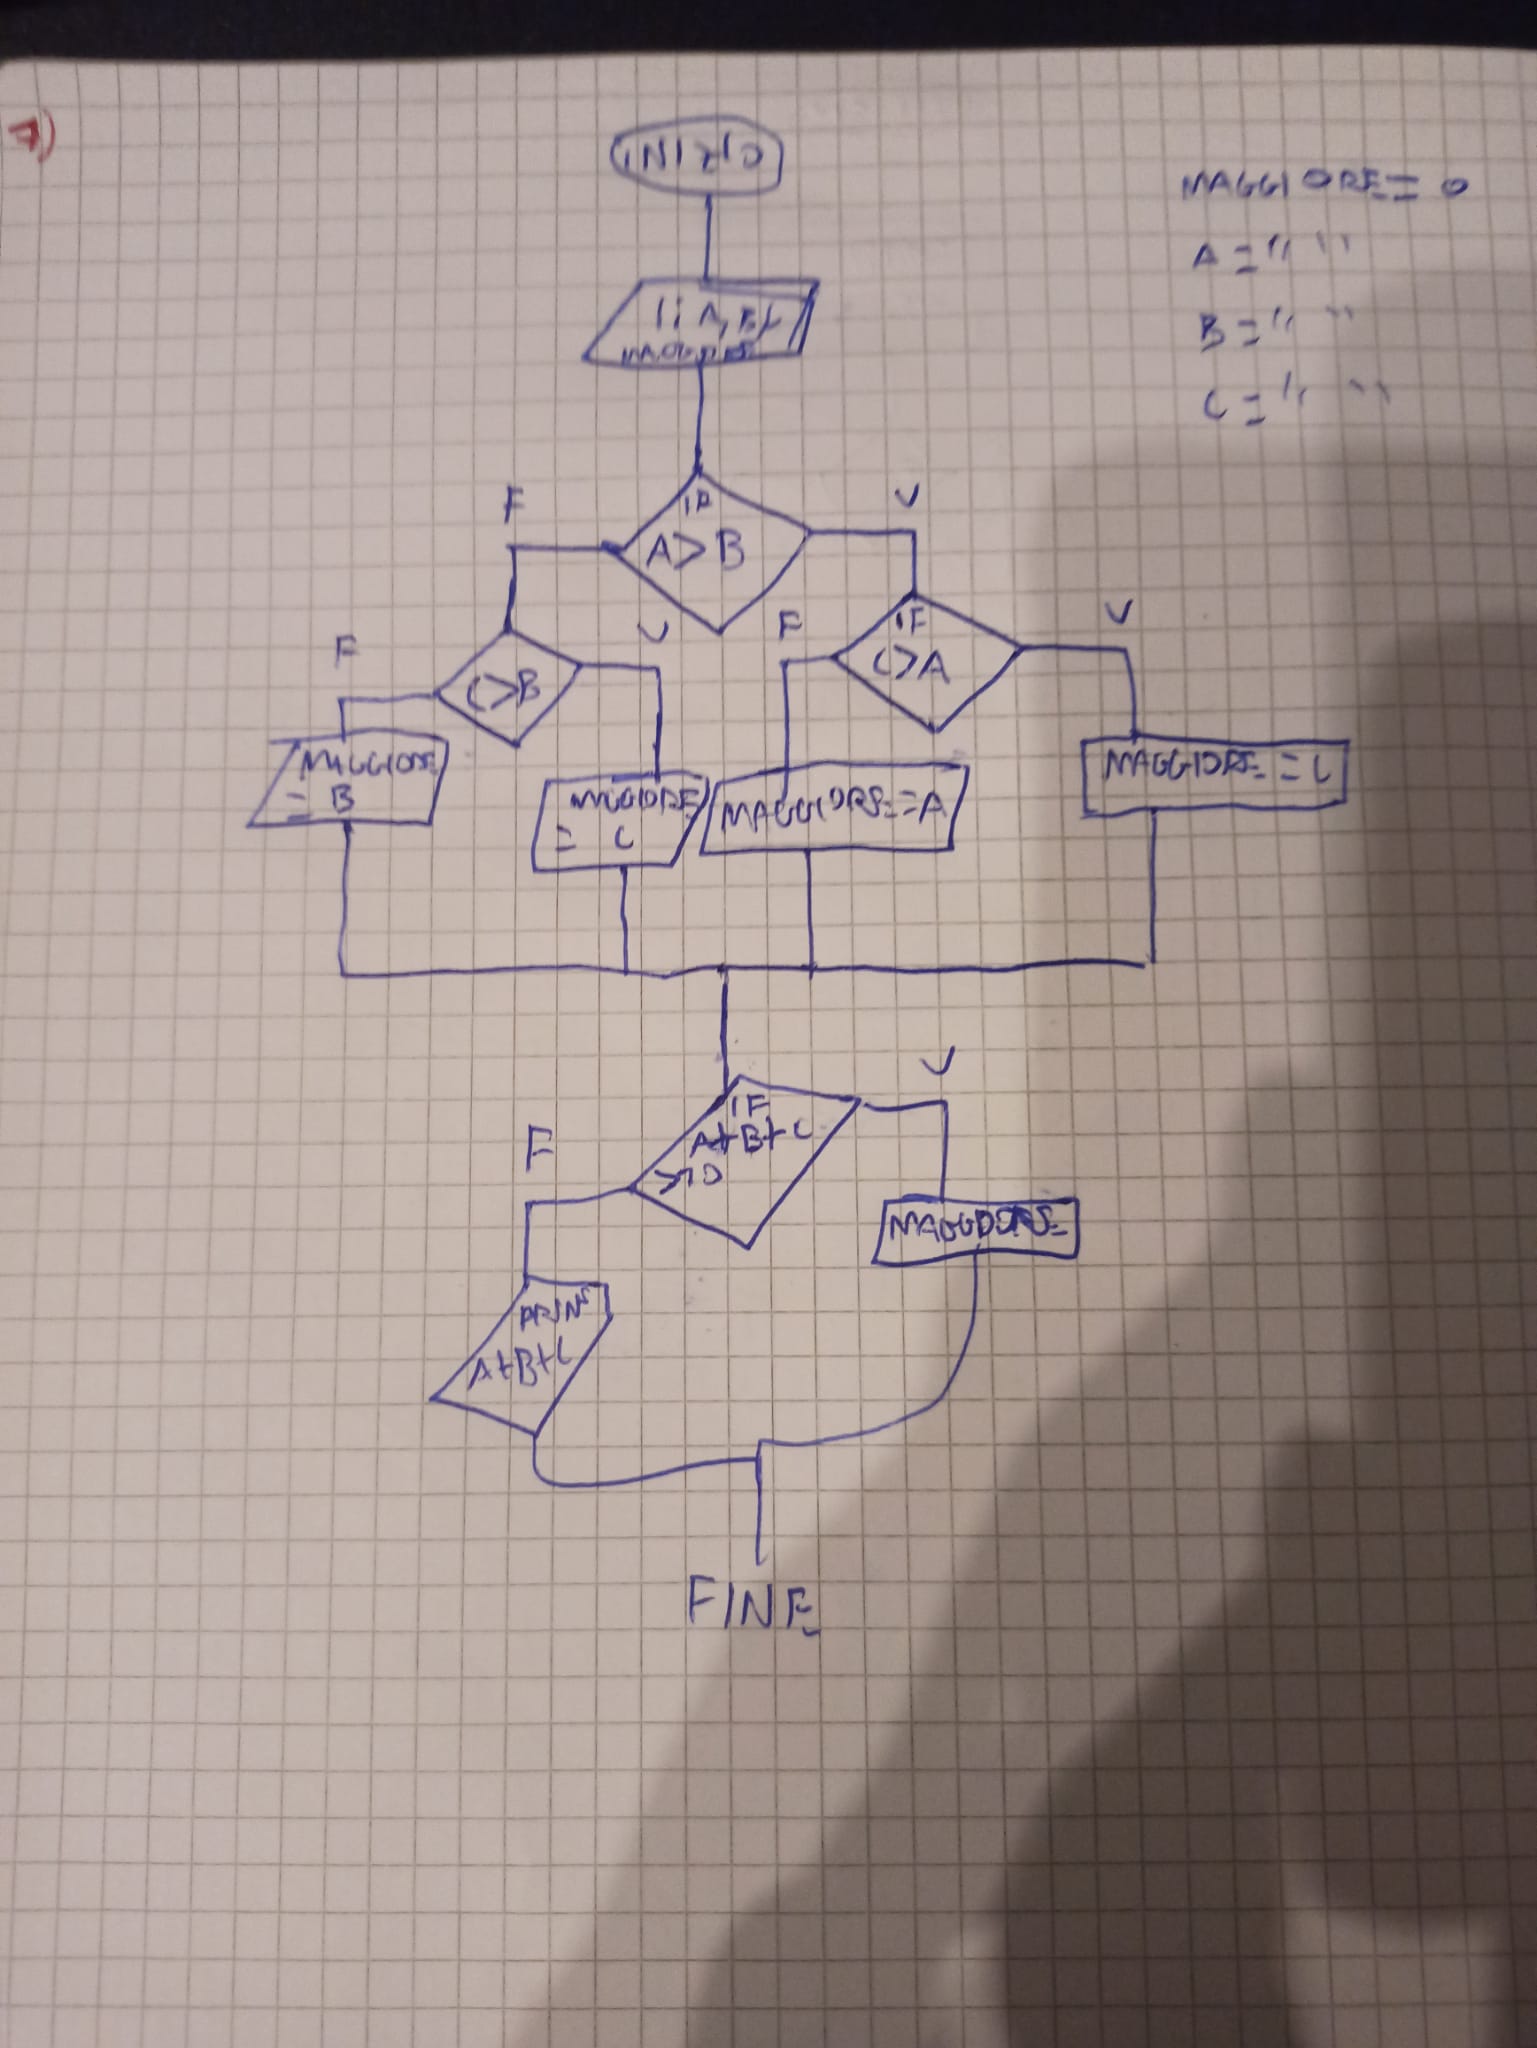 7)
INIZIO
MAGGIORE = 0
A = " "
B = " "
C = " "
A, B,
MAGGIORE
F
IF
V
A > B
F
V
F
IF
V
C > B
C > A
MAGGIORE
= B
MAGGIORE
= C
MAGGIORE = A
MAGGIORE = C
F
IF
V
A+B+C
>10
MAGGIORE
PRINT
A+B+C
FINE